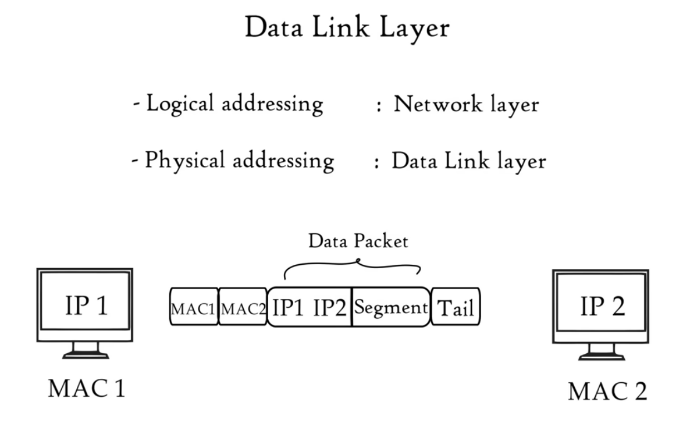 Data Link Layer
- Logical addressing : Network layer
- Physical addressing : Data Link layer
Data Packet
IP 1
MAC1 MAC2 IP1 IP2 Segment Tail
IP 2
MAC 1
MAC 2